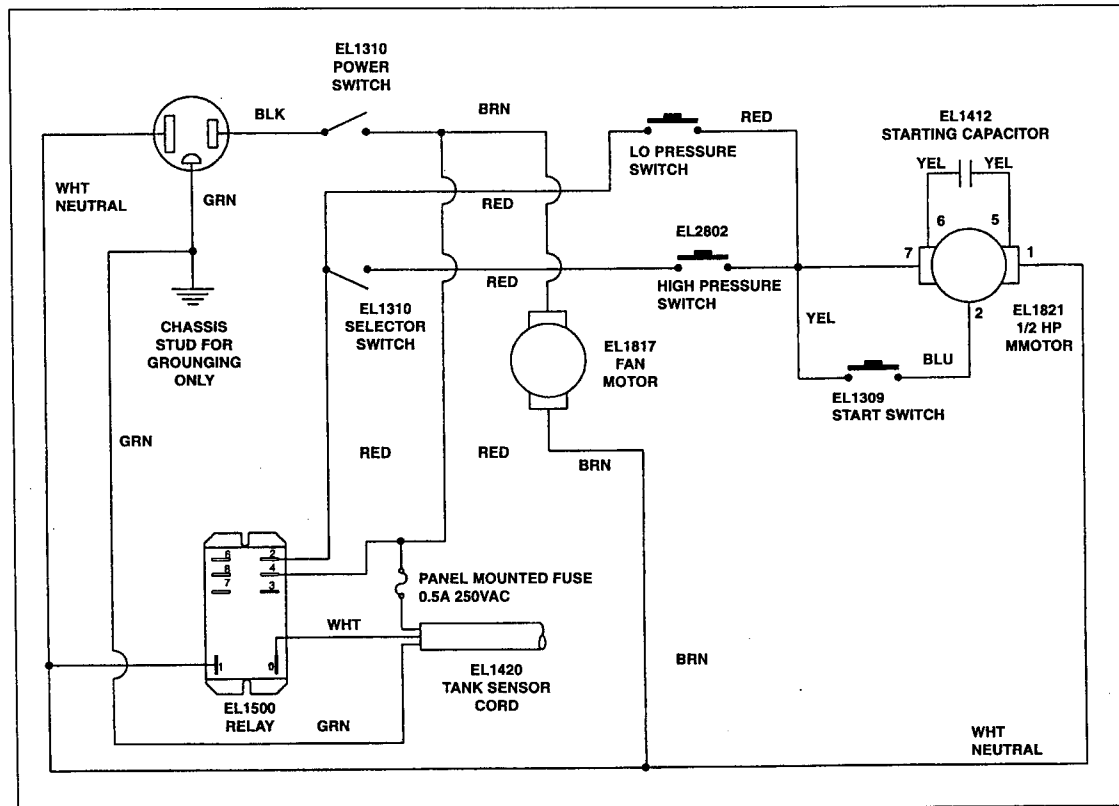 EL1310
POWER
SWITCH
BLK
BRN
RED
EL1412
STARTING CAPACITOR
YEL
YEL
LO PRESSURE
SWITCH
WHT
NEUTRAL
GRN
RED
6
5
EL2802
7
1
RED
HIGH PRESSURE
SWITCH
EL1310
SELECTOR
SWITCH
2
EL1821
1/2 HP
MMOTOR
CHASSIS
STUD FOR
GROUNDING
ONLY
YEL
EL1817
FAN
MOTOR
BLU
EL1309
START SWITCH
GRN
RED
RED
BRN
6
2
8
4
7
3
PANEL MOUNTED FUSE
0.5A 250VAC
WHT
1
EL1420
TANK SENSOR
CORD
BRN
EL1500
RELAY
GRN
WHT
NEUTRAL